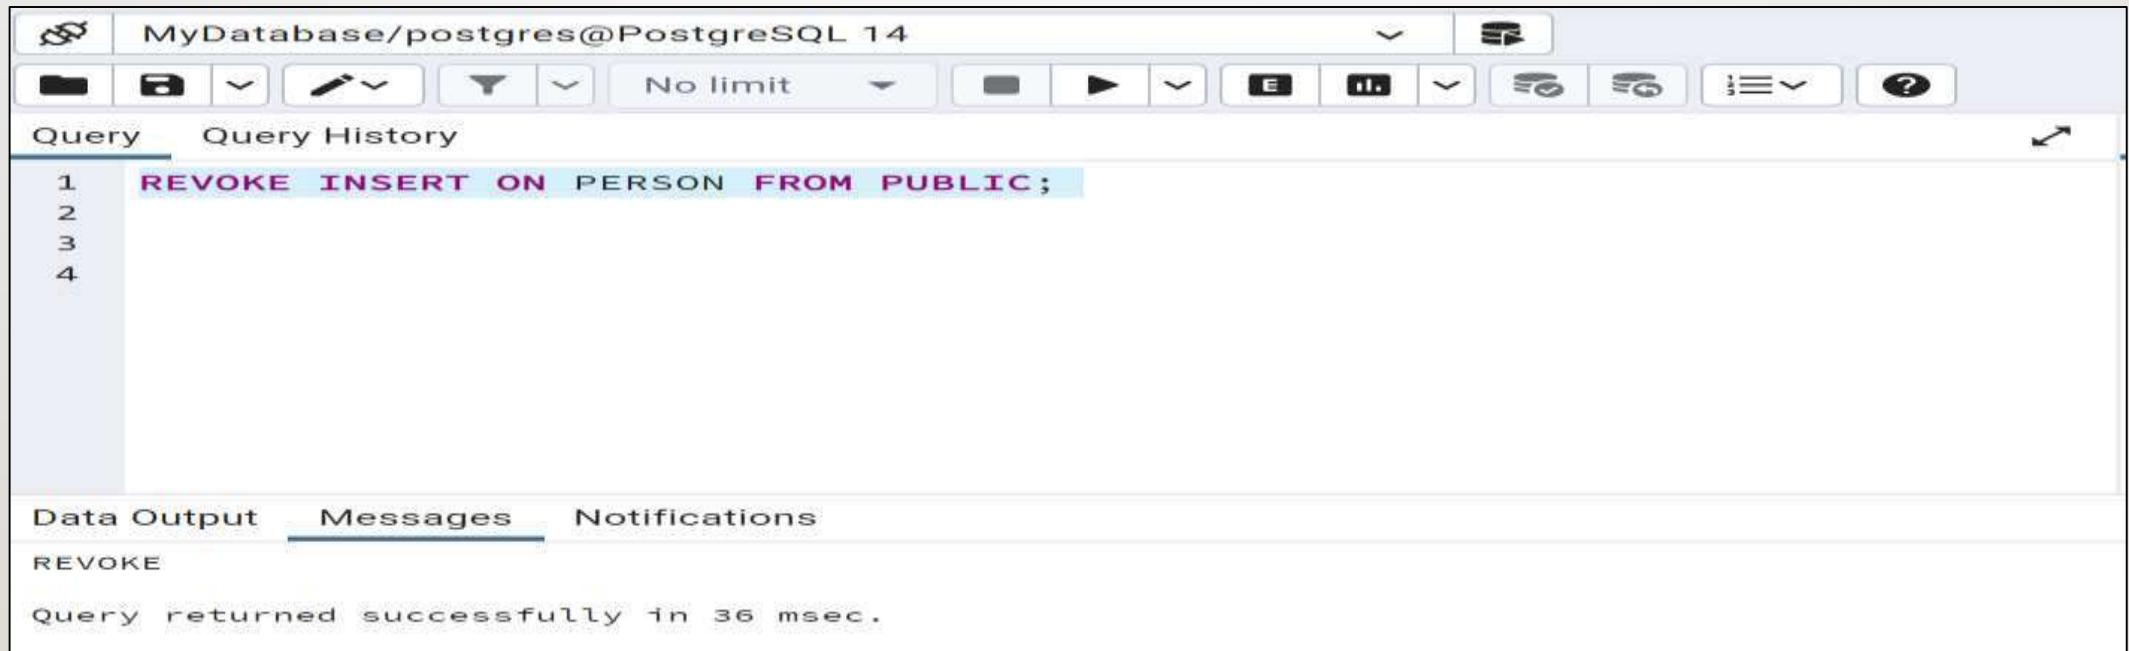 MyDatabase/postgres@PostgreSQL 14
No limit
E
?
Query Query History
1 REVOKE INSERT ON PERSON FROM PUBLIC;
2
3
4
Data Output Messages Notifications
REVOKE
Query returned successfully in 36 msec.